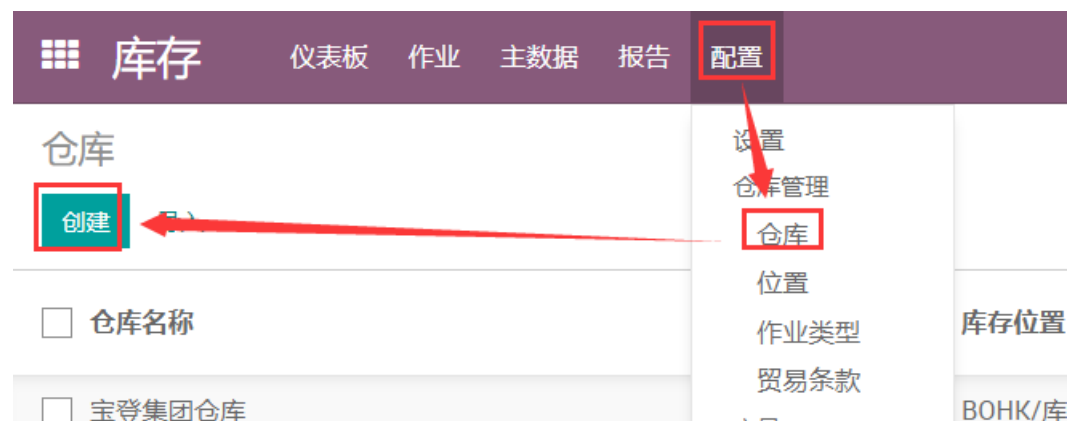 库存 仪表板 作业 主数据 报告 配置
仓库
设置
仓库管理
创建
仓库
位置
作业类型
贸易条款
仓库名称
库存位置
宝登集团仓库
BOHK/库